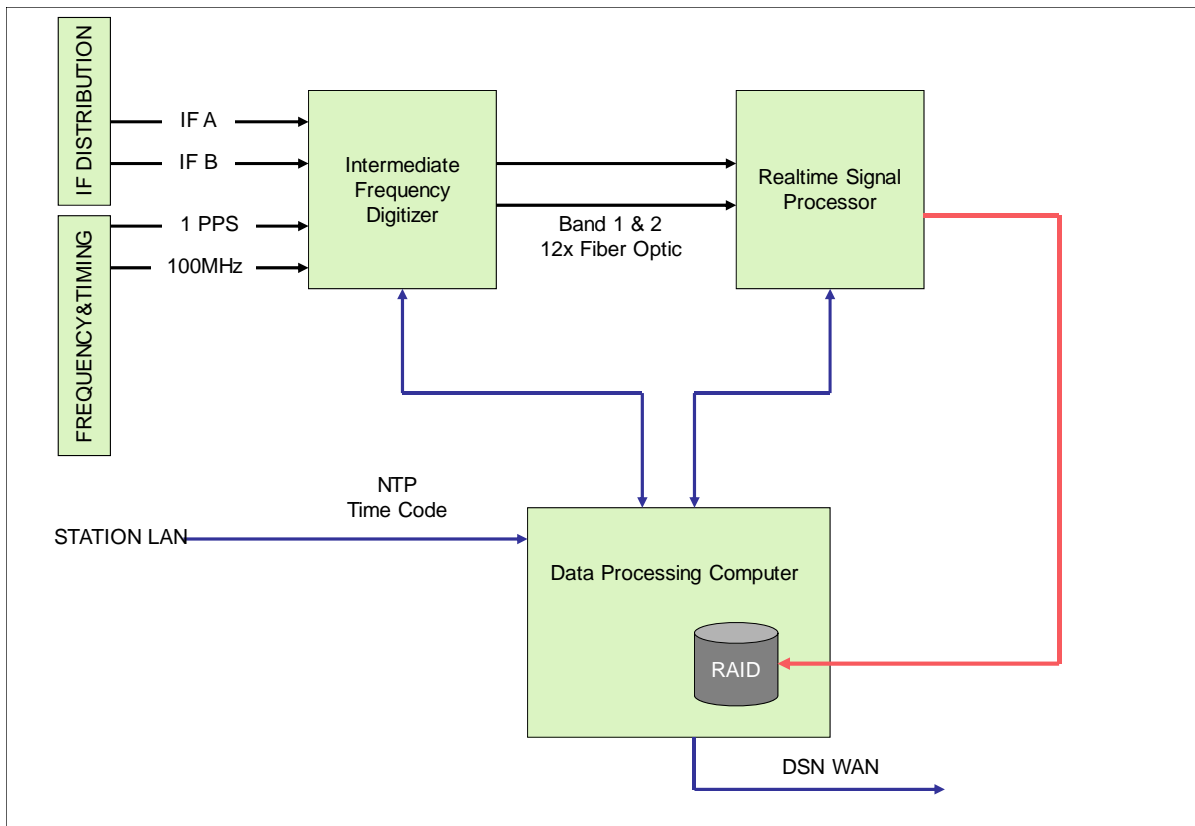 IF DISTRIBUTION
FREQUENCY&TIMING
IF A
IF B
1 PPS
100MHz
Intermediate
Frequency
Digitizer
Band 1 & 2
12x Fiber Optic
Realtime Signal
Processor
NTP
Time Code
STATION LAN
Data Processing Computer
RAID
DSN WAN